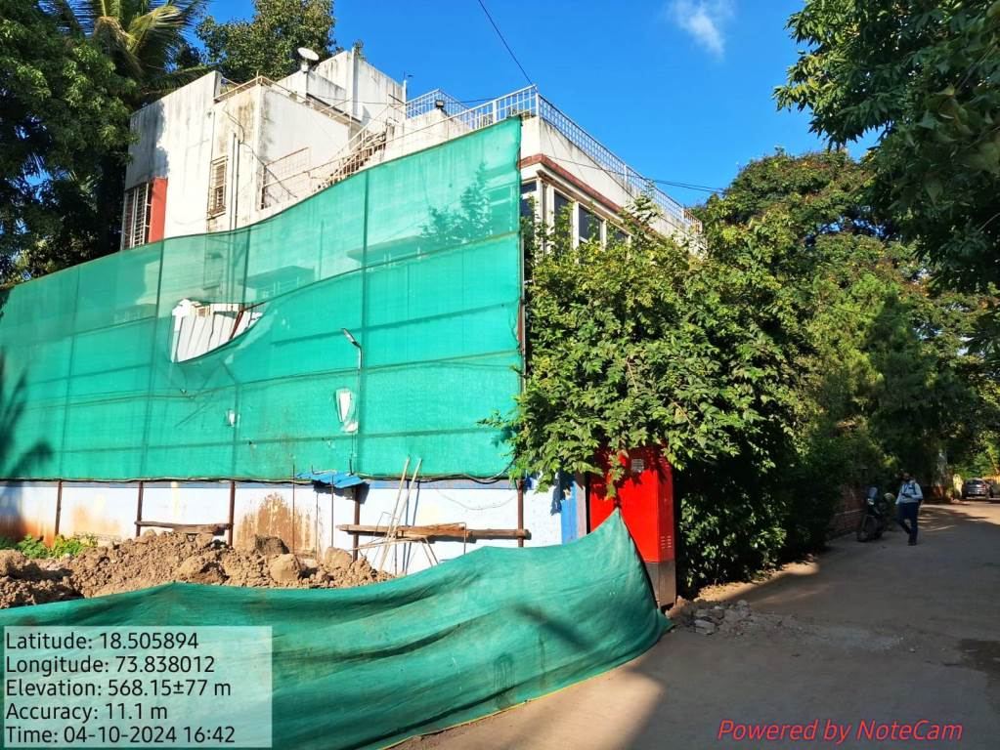 Latitude: 18.505894
Longitude: 73.838012
Elevation: 568.15±77 m
Accuracy: 11.1 m
Time: 04-10-2024 16:42
Powered by NoteCam